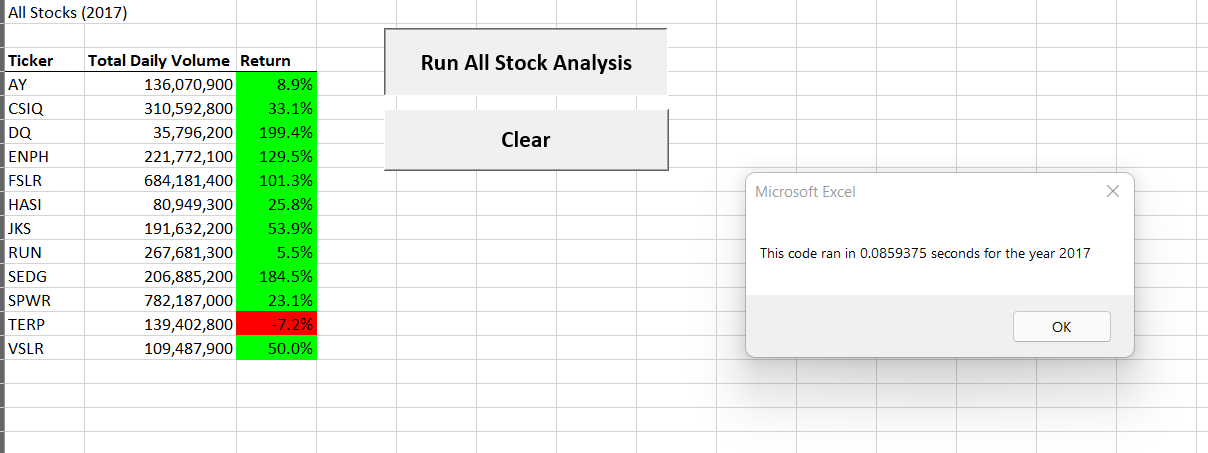 All Stocks (2017)
Ticker Total Daily Volume Return
AY 136,070,900 8.9%
CSIQ 310,592,800 33.1%
DQ 35,796,200 199.4%
ENPH 221,772,100 129.5%
FSLR 684,181,400 101.3%
HASI 80,949,300 25.8%
JKS 191,632,200 53.9%
RUN 267,681,300 5.5%
SEDG 206,885,200 184.5%
SPWR 782,187,000 23.1%
TERP 139,402,800 -7.2%
VSLR 109,487,900 50.0%
Run All Stock Analysis
Clear
Microsoft Excel
This code ran in 0.0859375 seconds for the year 2017
OK